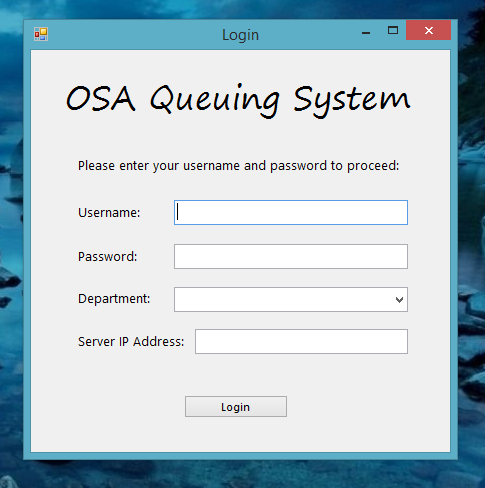 Login
OSA Queuing System
Please enter your username and password to proceed:
Username:
Password:
Department:
Server IP Address:
Login